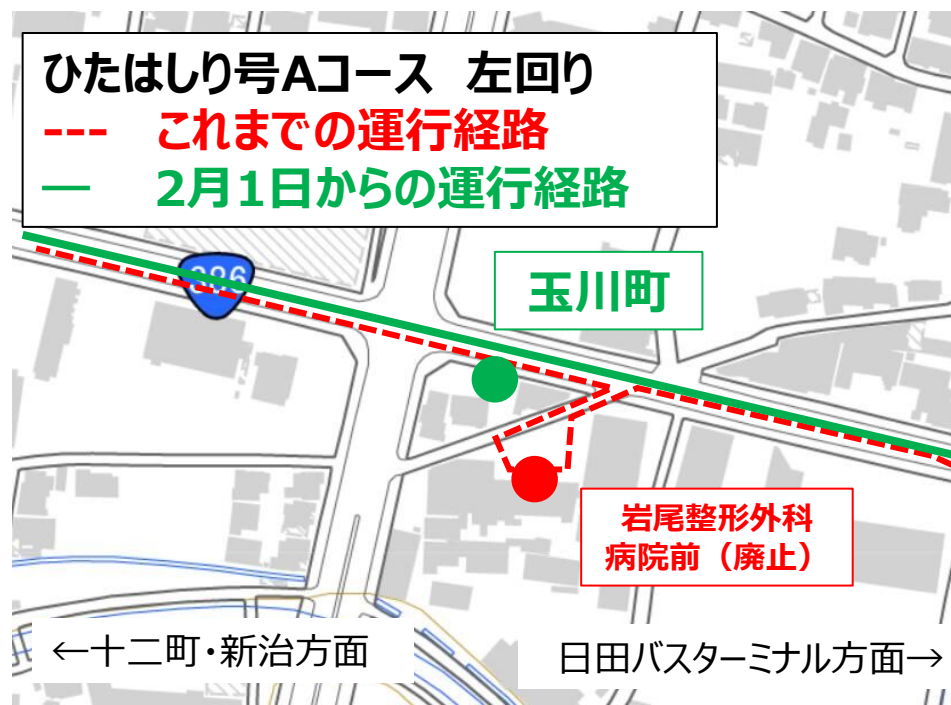 ひたはしり号Aコース 左回り
--- これまでの運行経路
― 2月1日からの運行経路
386
玉川町
岩尾整形外科
病院前（廃止）
←十二町・新治方面
日田バスターミナル方面→